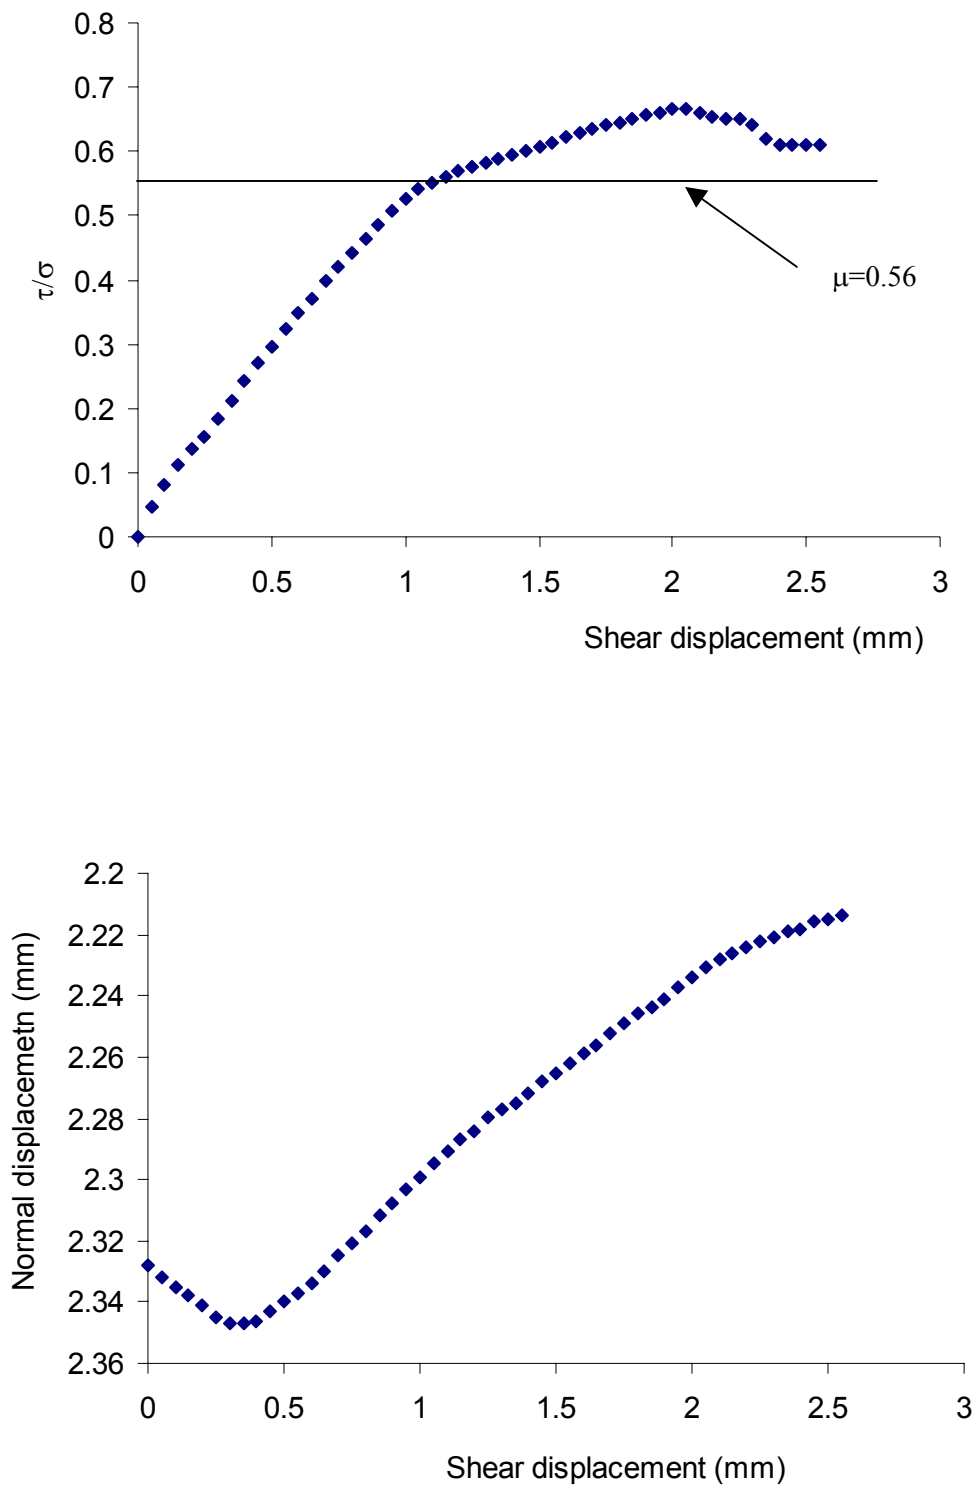 0.8
0.7
0.6
0.5
0.4
0.3
0.2
0.1
0
τ/σ
μ=0.56
0 0.5 1 1.5 2 2.5 3
Shear displacement (mm)
2.2
2.22
2.24
2.26
2.28
2.3
2.32
2.34
2.36
Normal displacemetn (mm)
0 0.5 1 1.5 2 2.5 3
Shear displacement (mm)